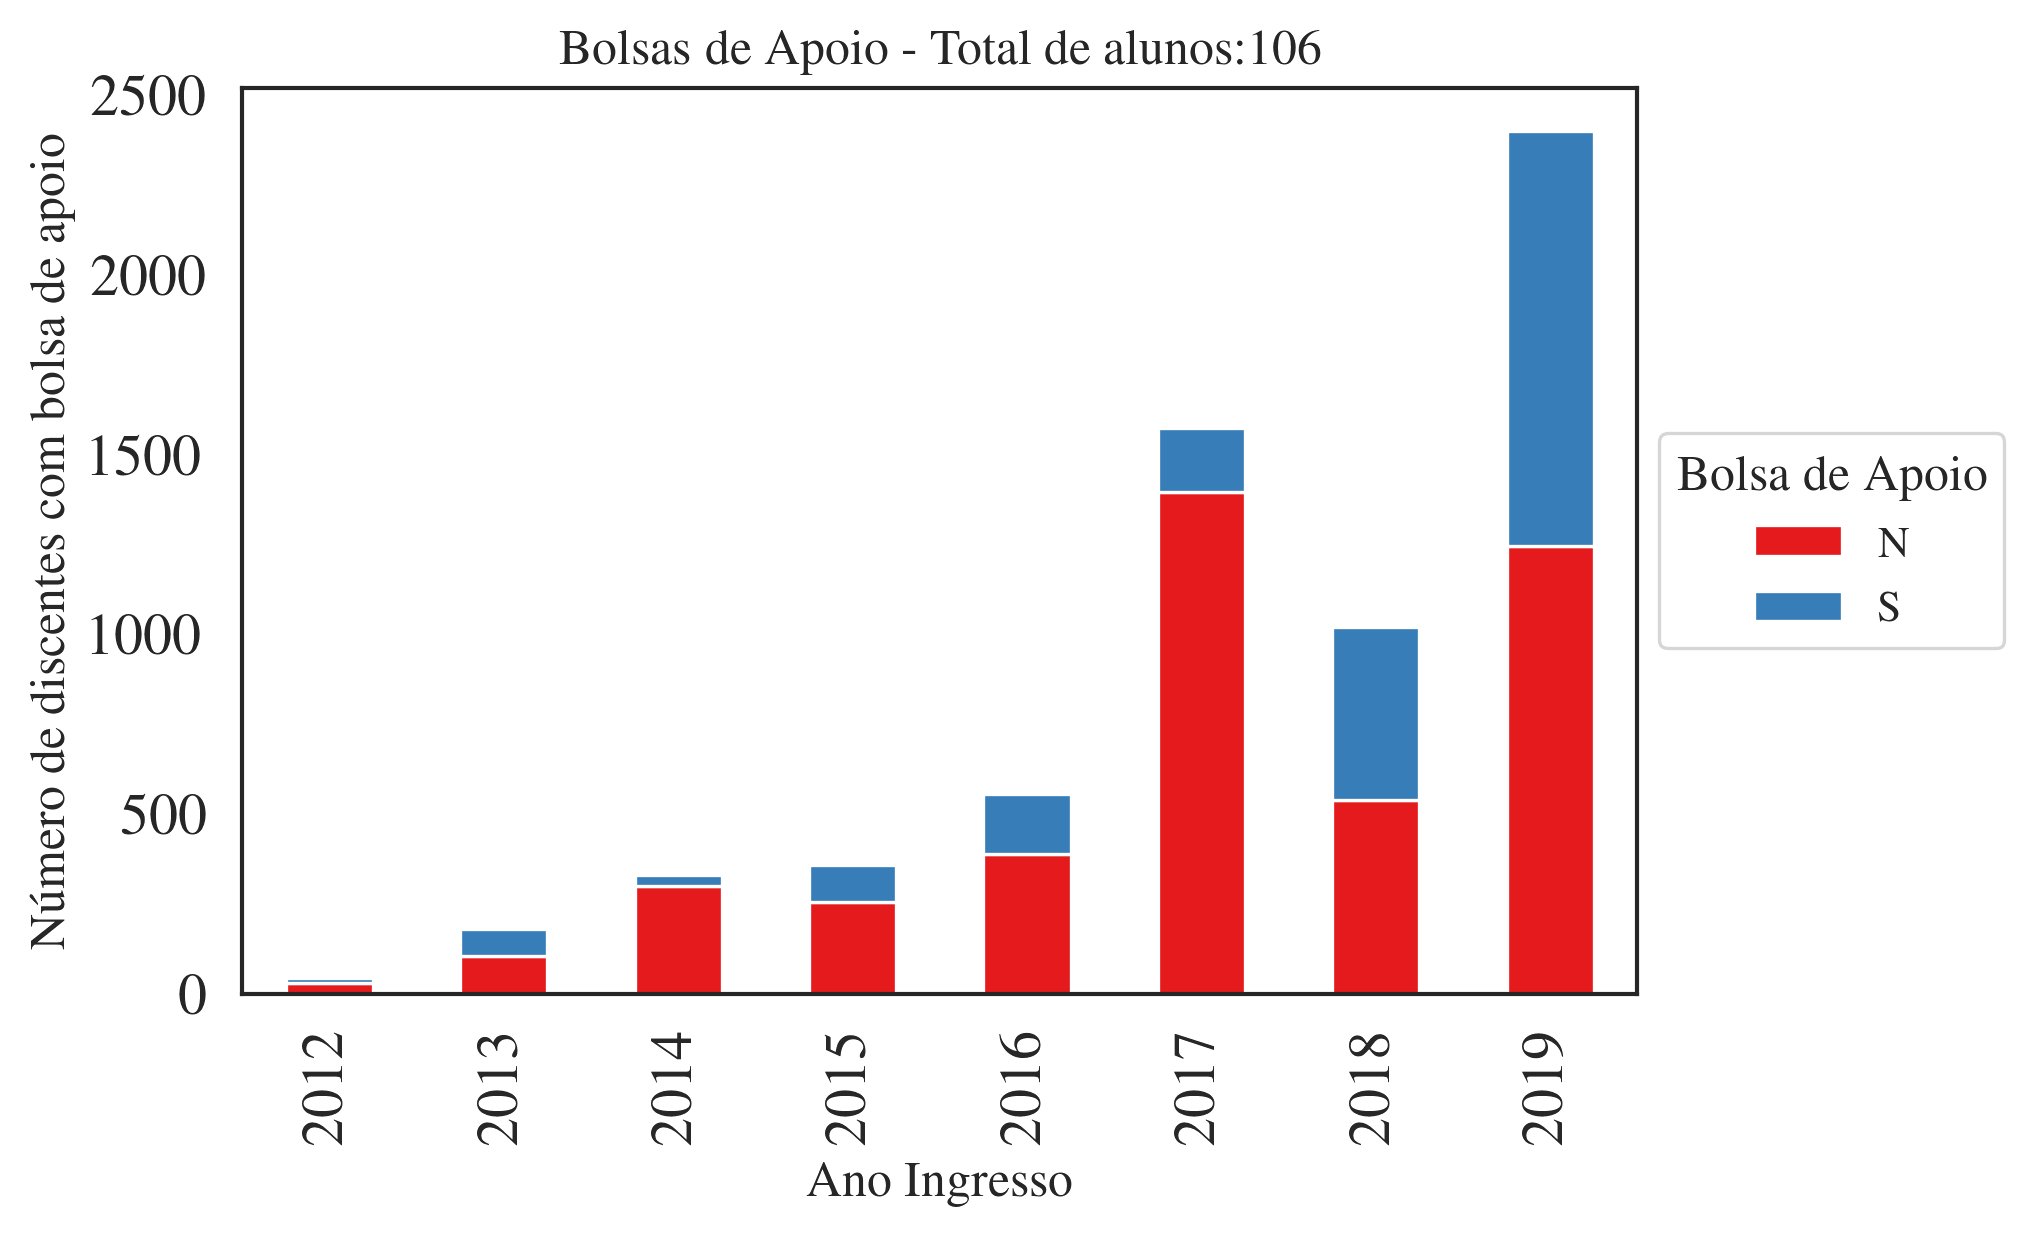 Bolsas de Apoio - Total de alunos:106
Número de discentes com bolsa de apoio
2500
2000
1500
1000
500
0
2012
2013
2014
2015
2016
2017
2018
2019
Ano Ingresso
Bolsa de Apoio
N
S